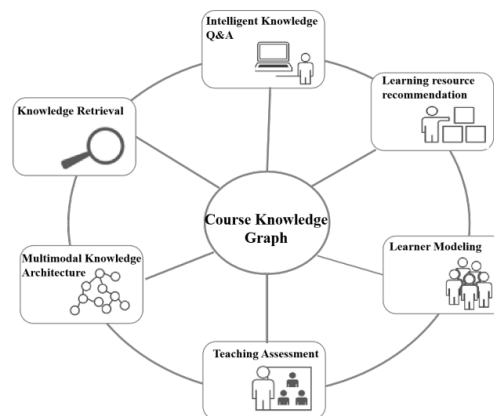 Intelligent Knowledge
Q&A
Learning resource
recommendation
Knowledge Retrieval
Course Knowledge
Graph
Multimodal Knowledge
Architecture
Learner Modeling
Teaching Assessment